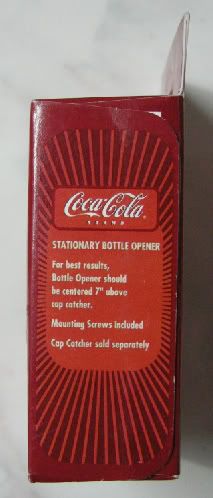 Coca-Cola
BRAND
STATIONARY BOTTLE OPENER
For best results,
Bottle Opener should
be centered 7" above
cap catcher.
Mounting Screws Included
Cap Catcher sold separately